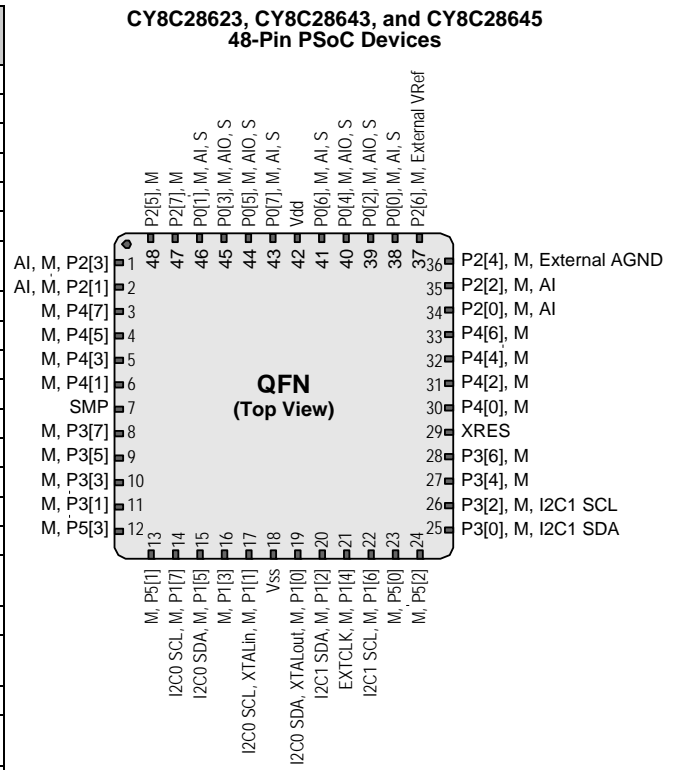 CY8C28623, CY8C28643, and CY8C28645
48-Pin PSoC Devices
P2[5], M
P2[7], M
P0[1], M, AI, S
P0[3], M, AIO, S
P0[5], M, AIO, S
P0[7], M, AI, S
Vdd
P0[6], M, AI, S
P0[4], M, AIO, S
P0[2], M, AIO, S
P0[0], M, AI, S
P2[6], M, External VRef
48
47
46
45
44
43
42
41
40
39
38
37
AI, M, P2[3] 1
AI, M, P2[1] 2
M, P4[7] 3
M, P4[5] 4
M, P4[3] 5
M, P4[1] 6
SMP 7
M, P3[7] 8
M, P3[5] 9
M, P3[3] 10
M, P3[1] 11
M, P5[3] 12
QFN
(Top View)
36 P2[4], M, External AGND
35 P2[2], M, AI
34 P2[0], M, AI
33 P4[6], M
32 P4[4], M
31 P4[2], M
30 P4[0], M
29 XRES
28 P3[6], M
27 P3[4], M
26 P3[2], M, I2C1 SCL
25 P3[0], M, I2C1 SDA
13
14
15
16
17
18
19
20
21
22
23
24
M, P5[1]
I2C0 SCL, M, P1[7]
I2C0 SDA, M, P1[5]
M, P1[3]
I2C0 SCL, XTALin, M, P1[1]
Vss
I2C0 SDA, XTALout, M, P1[0]
I2C1 SDA, M, P1[2]
EXTCLK, M, P1[4]
I2C1 SCL, M, P1[6]
M, P5[0]
M, P5[2]